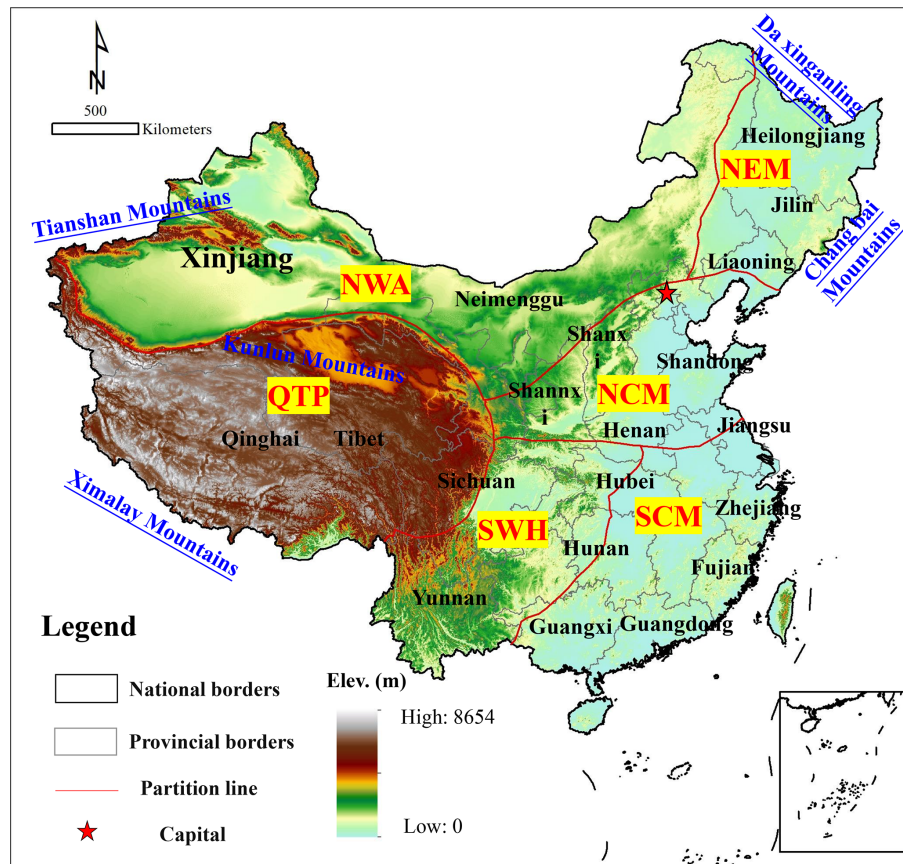 Da xinganling
Mountains
Heilongjiang
NEM
Jilin
Chang bai
Mountains
Liaoning
500
Kilometers
Tianshan Mountains
Xinjiang
NWA
Neimenggu
Shanx
i
Shandong
Kunlun Mountains
QTP
Shannx
i
NCM
Henan
Jiangsu
Qinghai
Tibet
Sichuan
Hubei
Zhejiang
Ximalay Mountains
SWH
SCM
Hunan
Fujian
Yunnan
Guangxi
Guangdong
Legend
National borders
Provincial borders
Partition line
Capital
Elev. (m)
High: 8654
Low: 0
N